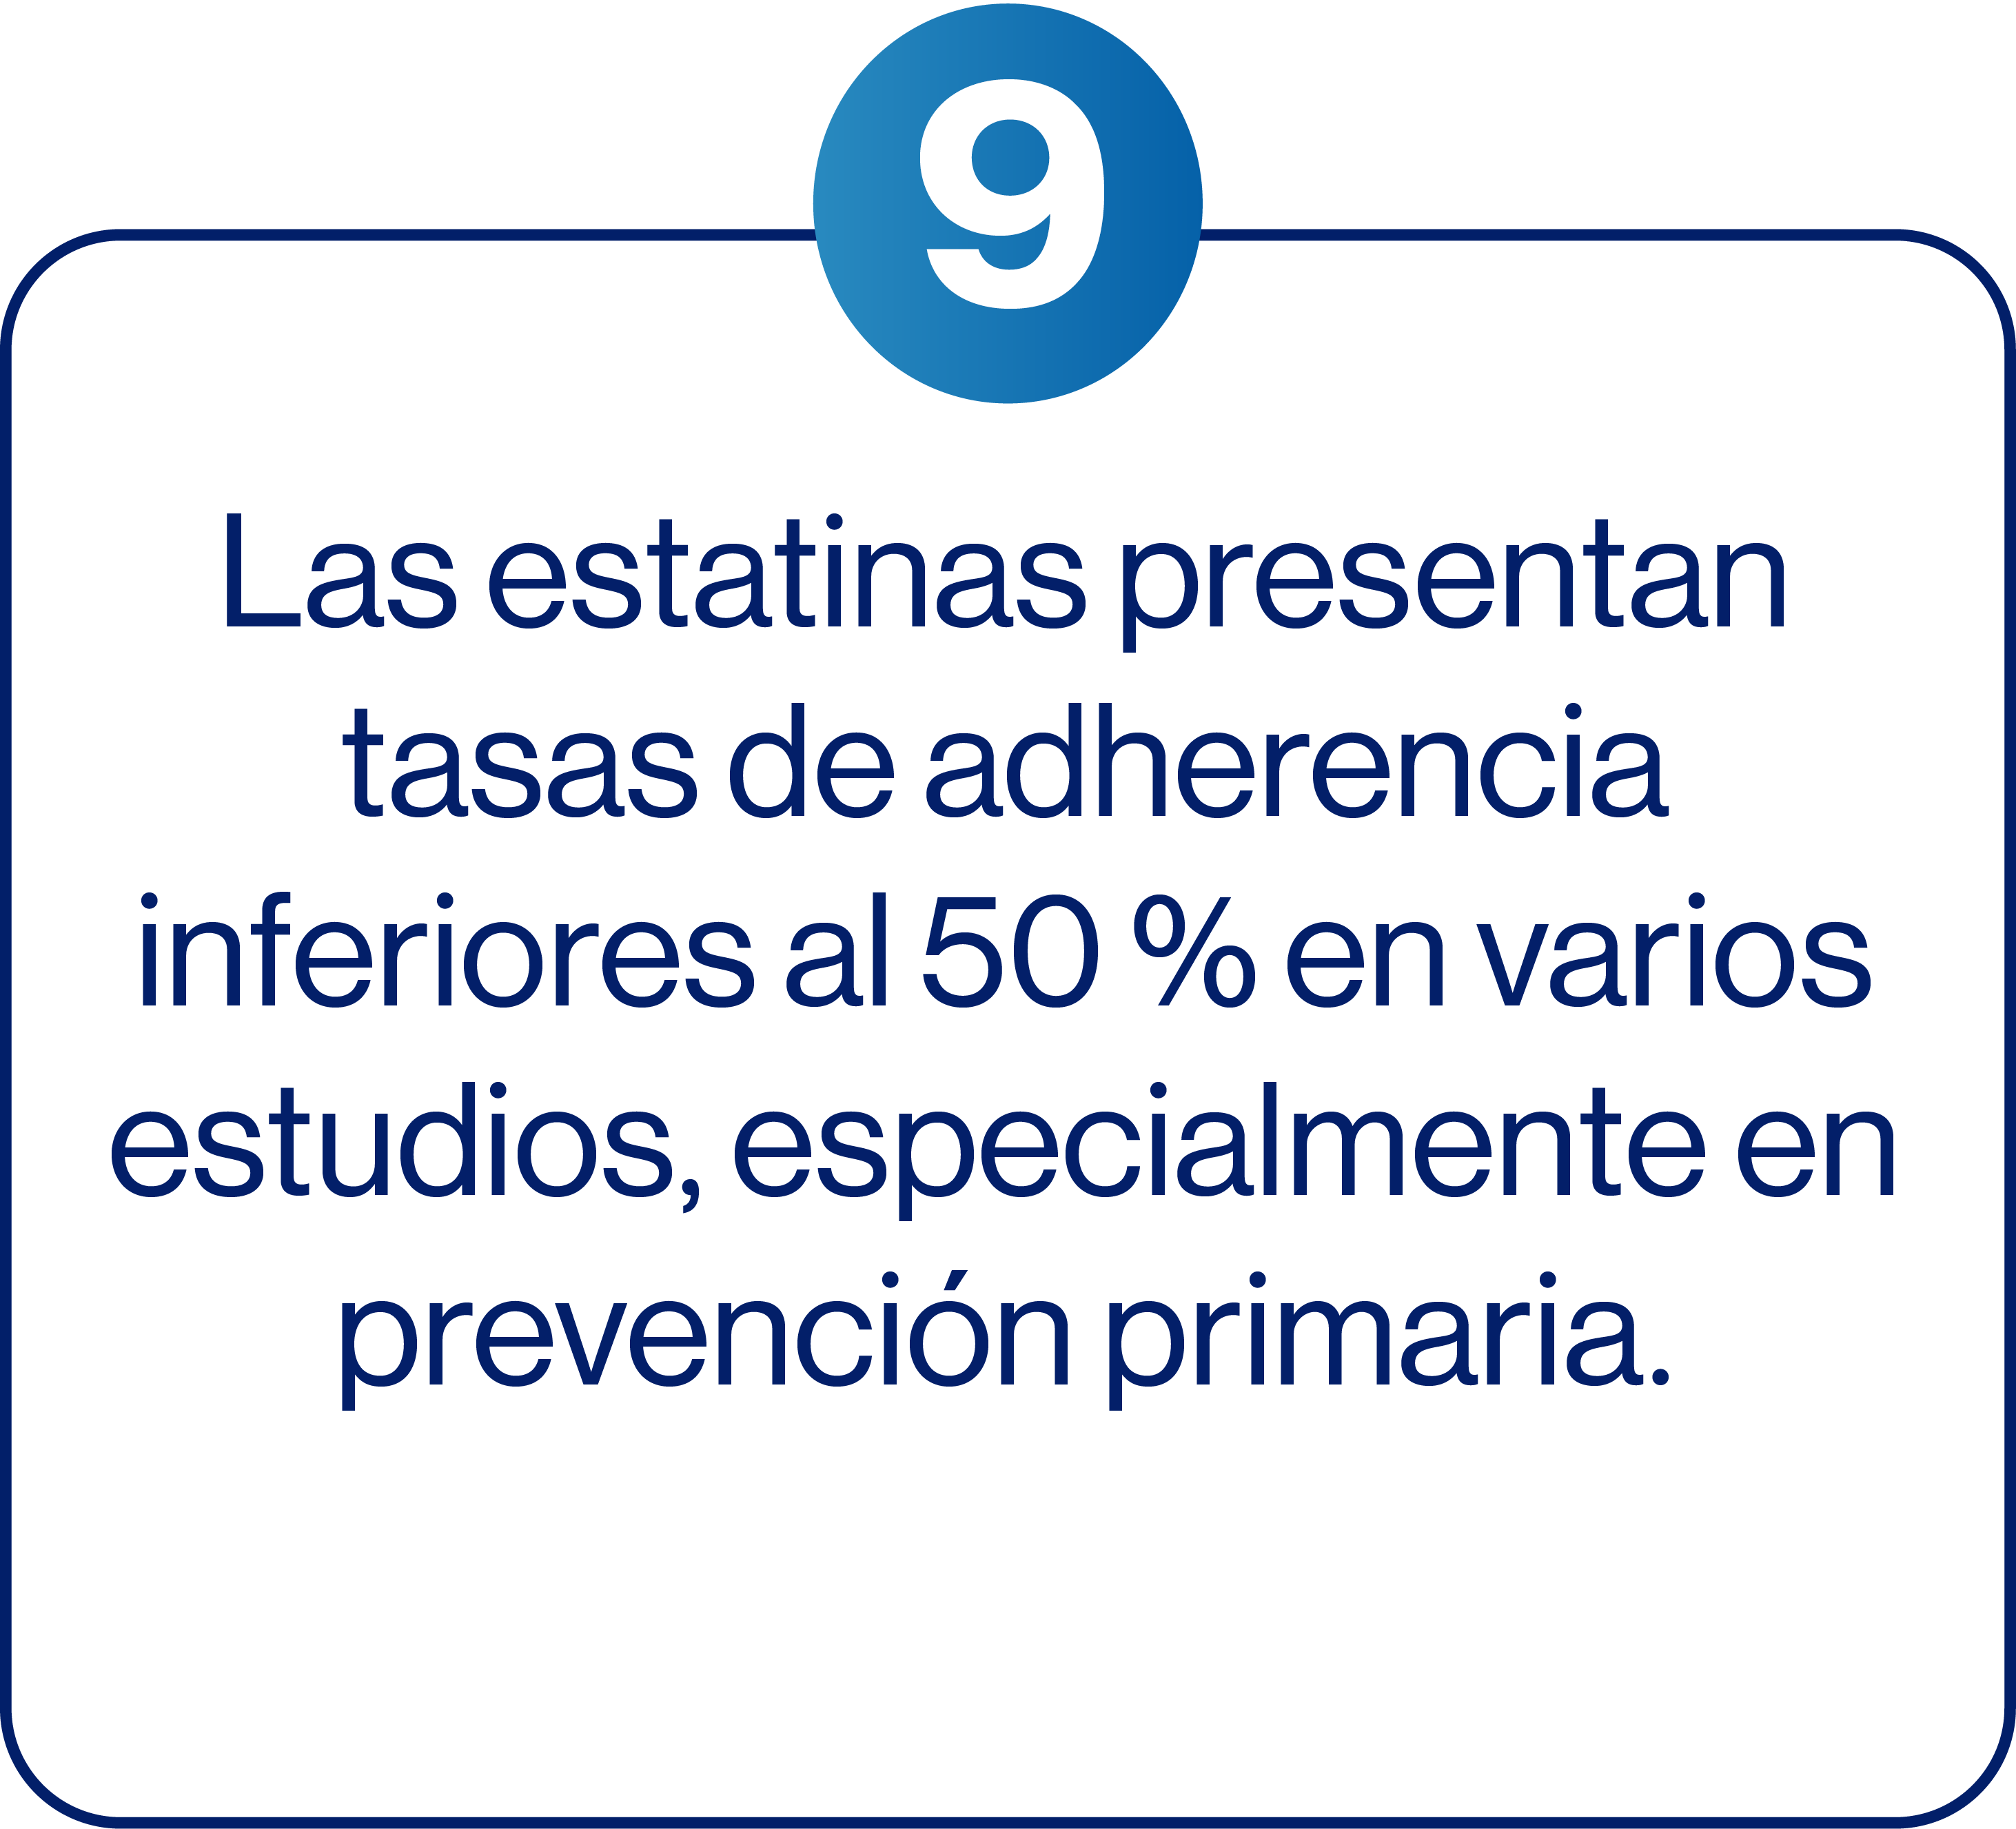 9
Las estatinas presentan
tasas de adherencia
inferiores al 50 % en varios
estudios, especialmente en
prevención primaria.